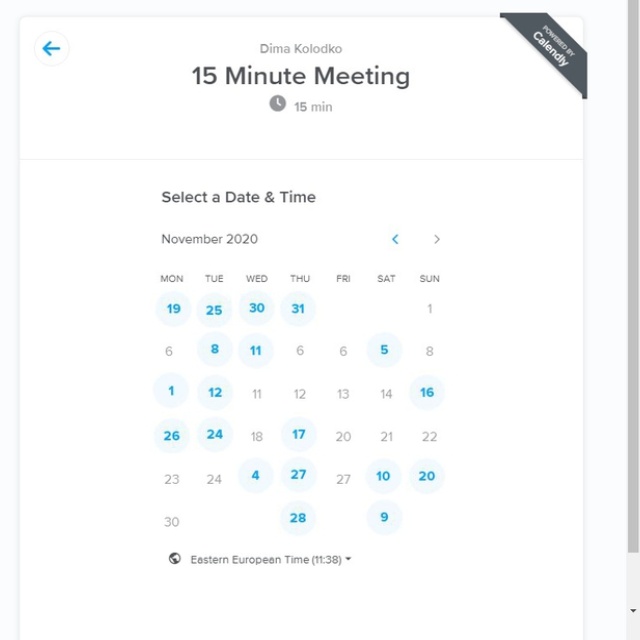 Dima Kolodko
15 Minute Meeting
15 min
POWERED BY
Calendly
Select a Date & Time
November 2020
MON TUE WED THU FRI SAT SUN
19 25 30 31 1
6 8 11 6 6 5 8
1 12 11 12 13 14 16
26 24 18 17 20 21 22
23 24 4 27 27 10 20
30 28 9
Eastern European Time (11:38)